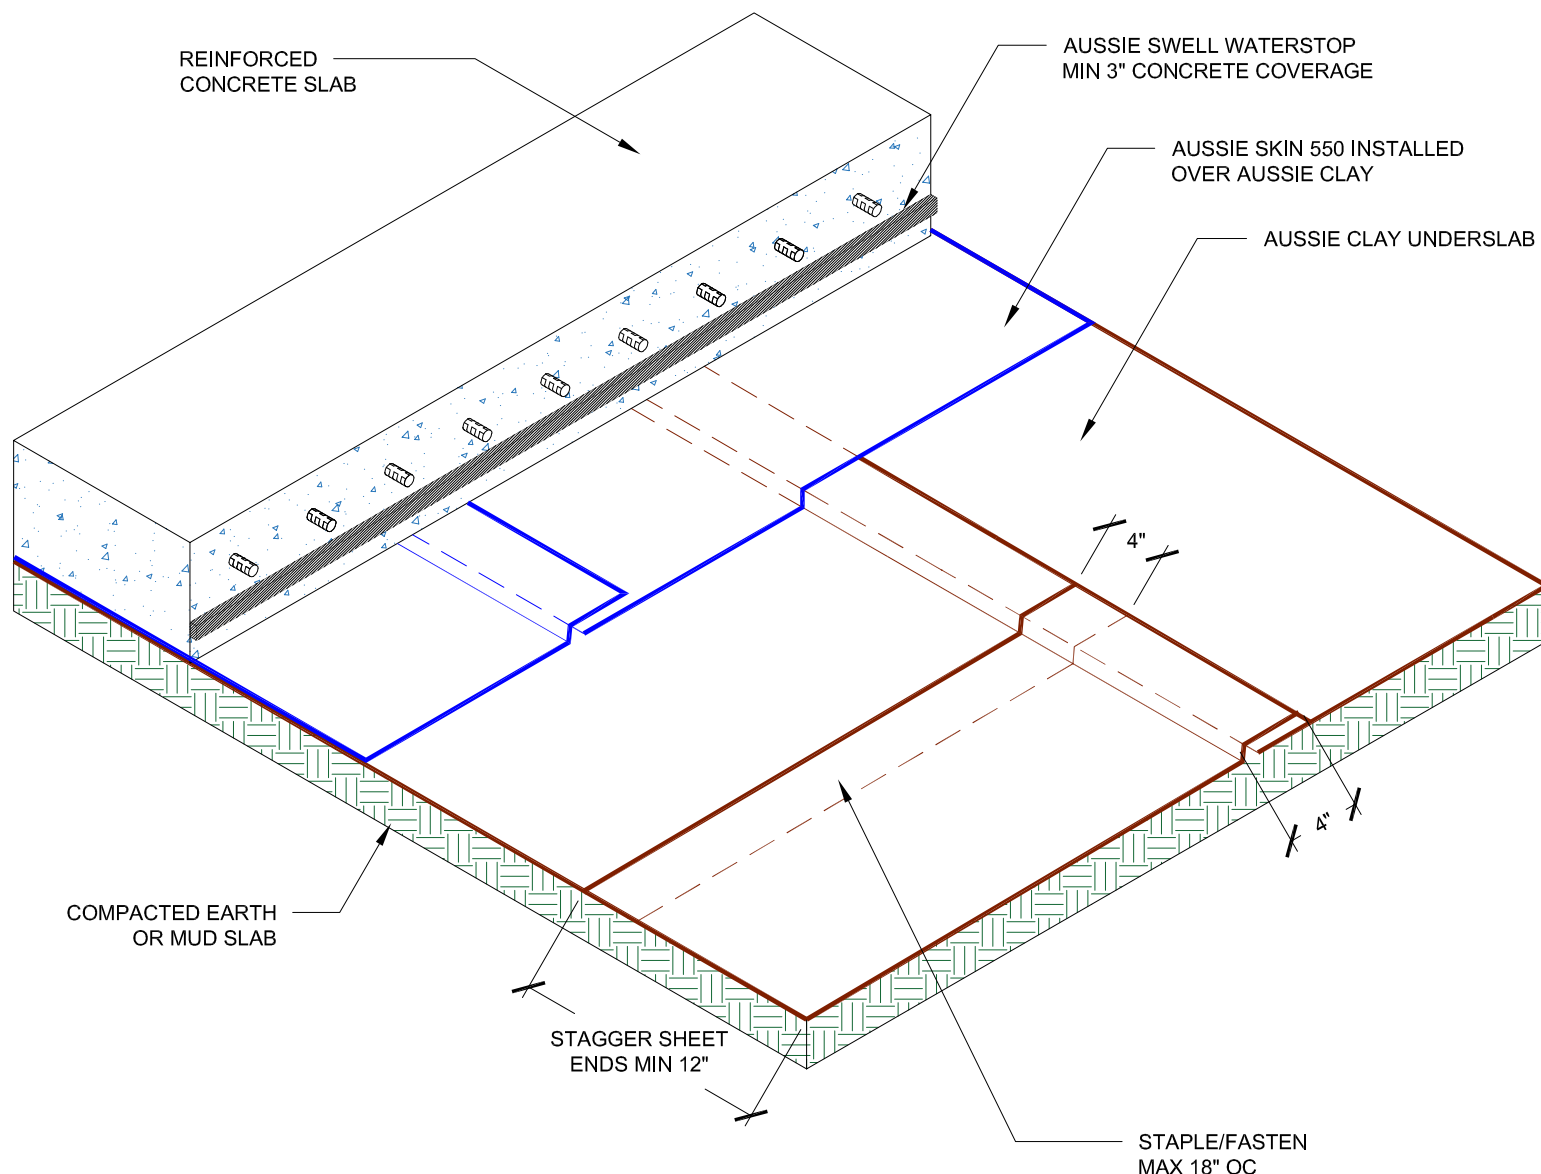 REINFORCED
CONCRETE SLAB
AUSSIE SWELL WATERSTOP
MIN 3" CONCRETE COVERAGE
AUSSIE SKIN 550 INSTALLED
OVER AUSSIE CLAY
AUSSIE CLAY UNDERSLAB
4"
4"
COMPACTED EARTH
OR MUD SLAB
STAGGER SHEET
ENDS MIN 12"
STAPLE/FASTEN
MAX 18" OC